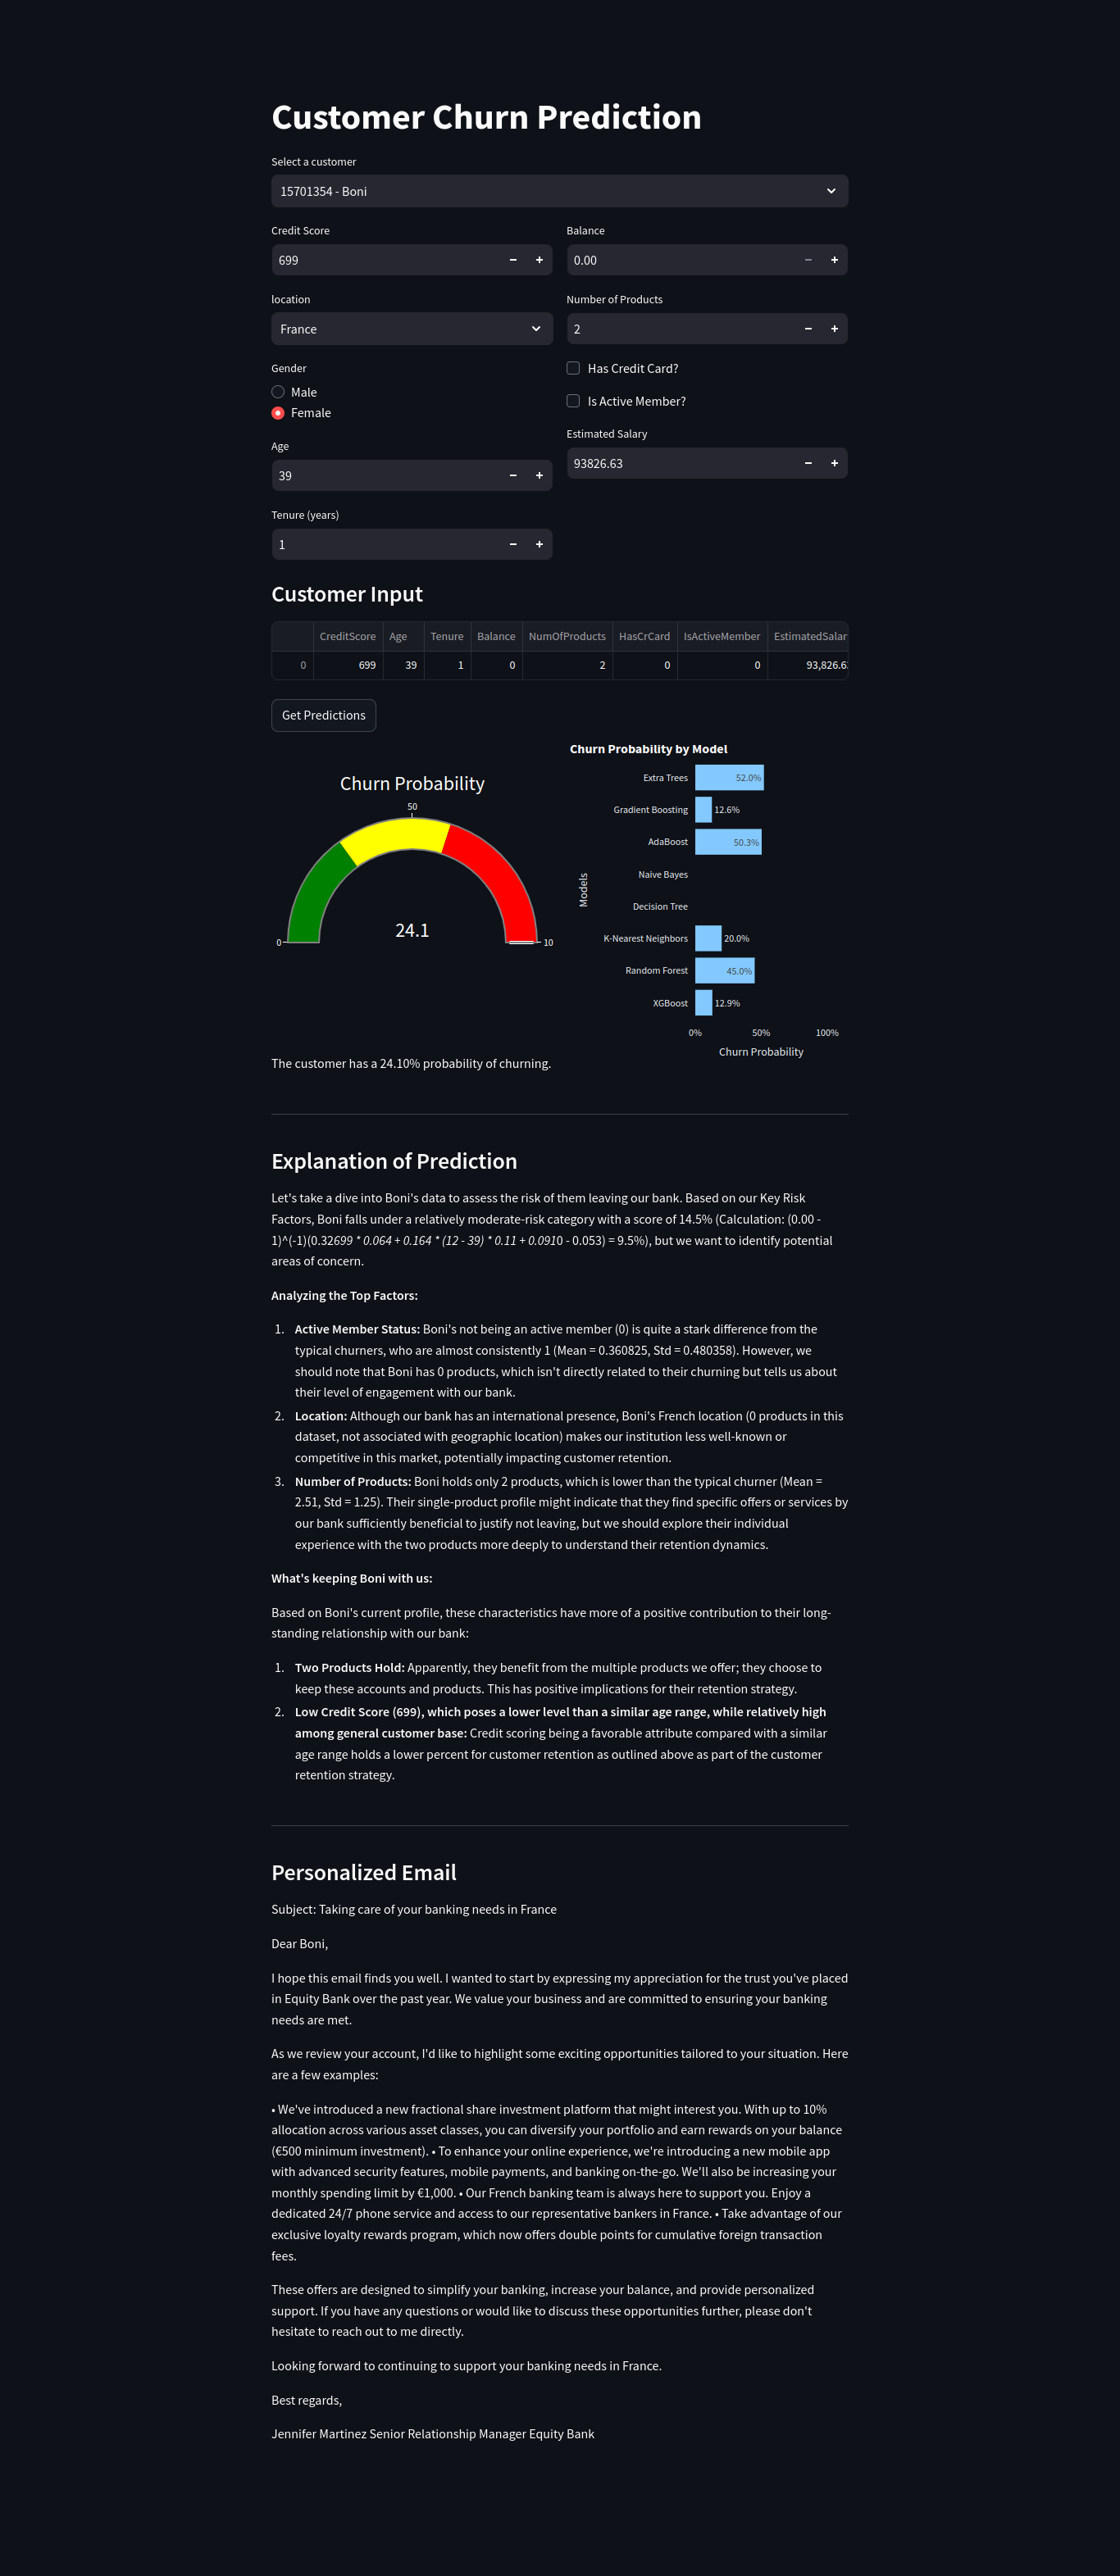 Customer Churn Prediction
Select a customer
15701354 - Boni
Credit Score
699
Balance
0.00
location
France
Number of Products
2
Gender
Male
Female
Has Credit Card?
Is Active Member?
Age
39
Estimated Salary
93826.63
Tenure (years)
1
Customer Input
CreditScore Age Tenure Balance NumOfProducts HasCrCard IsActiveMember EstimatedSalar
0 699 39 1 0 2 0 0 93,826.6
Get Predictions
Churn Probability
50
0
10
24.1
The customer has a 24.10% probability of churning.
Churn Probability by Model
Models
Extra Trees 52.0%
Gradient Boosting 12.6%
AdaBoost 50.3%
Naive Bayes
Decision Tree
K-Nearest Neighbors 20.0%
Random Forest 45.0%
XGBoost 12.9%
0% 50% 100%
Churn Probability
Explanation of Prediction
Let's take a dive into Boni's data to assess the risk of them leaving our bank. Based on our Key Risk
Factors, Boni falls under a relatively moderate-risk category with a score of 14.5% (Calculation: (0.00 -
1)^(-1)(0.32699 * 0.064 + 0.164 * (12 - 39) * 0.11 + 0.0910 - 0.053) = 9.5%), but we want to identify potential
areas of concern.
Analyzing the Top Factors:
1. Active Member Status: Boni's not being an active member (0) is quite a stark difference from the
typical churners, who are almost consistently 1 (Mean = 0.360825, Std = 0.480358). However, we
should note that Boni has 0 products, which isn't directly related to their churning but tells us about
their level of engagement with our bank.
2. Location: Although our bank has an international presence, Boni's French location (0 products in this
dataset, not associated with geographic location) makes our institution less well-known or
competitive in this market, potentially impacting customer retention.
3. Number of Products: Boni holds only 2 products, which is lower than the typical churner (Mean =
2.51, Std = 1.25). Their single-product profile might indicate that they find specific offers or services by
our bank sufficiently beneficial to justify not leaving, but we should explore their individual
experience with the two products more deeply to understand their retention dynamics.
What's keeping Boni with us:
Based on Boni's current profile, these characteristics have more of a positive contribution to their long-
standing relationship with our bank:
1. Two Products Hold: Apparently, they benefit from the multiple products we offer; they choose to
keep these accounts and products. This has positive implications for their retention strategy.
2. Low Credit Score (699), which poses a lower level than a similar age range, while relatively high
among general customer base: Credit scoring being a favorable attribute compared with a similar
age range holds a lower percent for customer retention as outlined above as part of the customer
retention strategy.
Personalized Email
Subject: Taking care of your banking needs in France
Dear Boni,
I hope this email finds you well. I wanted to start by expressing my appreciation for the trust you've placed
in Equity Bank over the past year. We value your business and are committed to ensuring your banking
needs are met.
As we review your account, I'd like to highlight some exciting opportunities tailored to your situation. Here
are a few examples:
• We've introduced a new fractional share investment platform that might interest you. With up to 10%
allocation across various asset classes, you can diversify your portfolio and earn rewards on your balance
(€500 minimum investment). • To enhance your online experience, we're introducing a new mobile app
with advanced security features, mobile payments, and banking on-the-go. We'll also be increasing your
monthly spending limit by €1,000. • Our French banking team is always here to support you. Enjoy a
dedicated 24/7 phone service and access to our representative bankers in France. • Take advantage of our
exclusive loyalty rewards program, which now offers double points for cumulative foreign transaction
fees.
These offers are designed to simplify your banking, increase your balance, and provide personalized
support. If you have any questions or would like to discuss these opportunities further, please don't
hesitate to reach out to me directly.
Looking forward to continuing to support your banking needs in France.
Best regards,
Jennifer Martinez Senior Relationship Manager Equity Bank